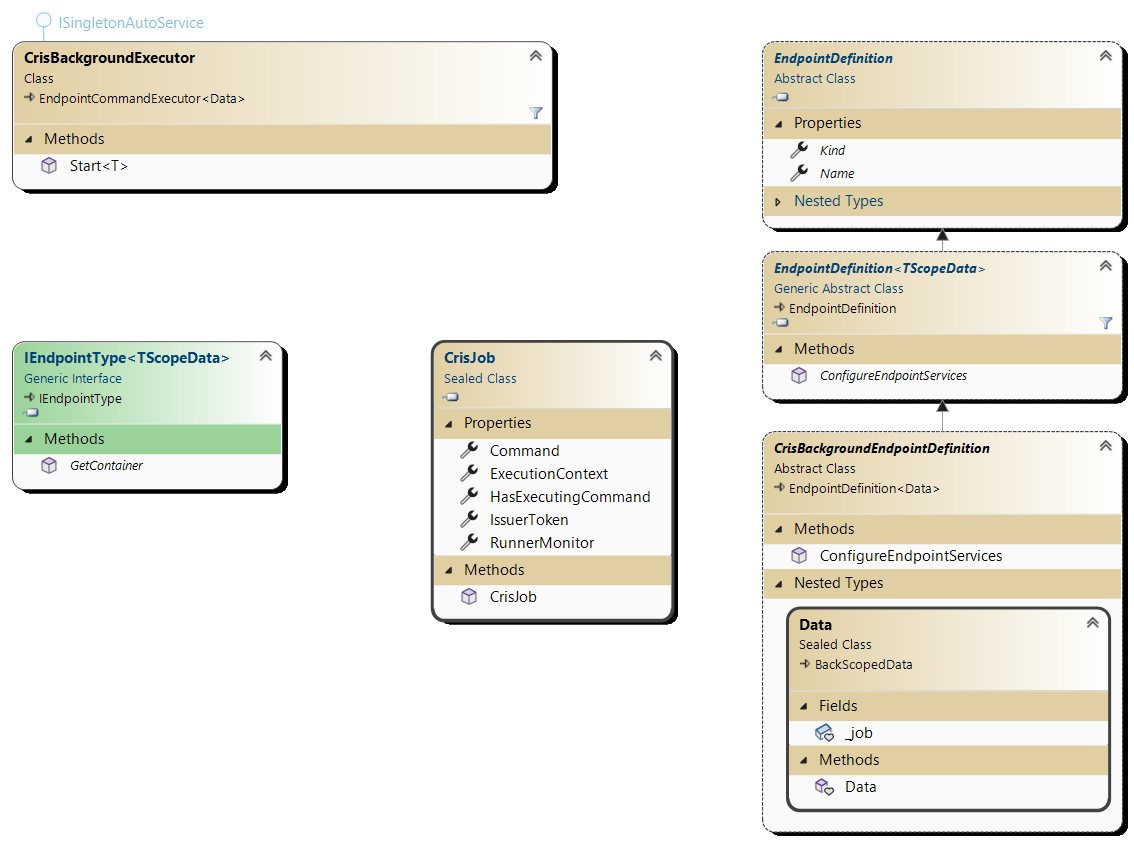 ISingletonAutoService
CrisBackgroundExecutor
Class
EndpointCommandExecutor<Data>
Methods
Start<T>
IEndpointType<TScopeData>
Generic Interface
IEndpointType
Methods
GetContainer
CrisJob
Sealed Class
Properties
Command
ExecutionContext
HasExecutingCommand
IssuerToken
RunnerMonitor
Methods
CrisJob
EndpointDefinition
Abstract Class
Properties
Kind
Name
Nested Types
EndpointDefinition<TScopeData>
Generic Abstract Class
EndpointDefinition
Methods
ConfigureEndpointServices
CrisBackgroundEndpointDefinition
Abstract Class
EndpointDefinition<Data>
Methods
ConfigureEndpointServices
Nested Types
Data
Sealed Class
BackScopedData
Fields
_job
Methods
Data